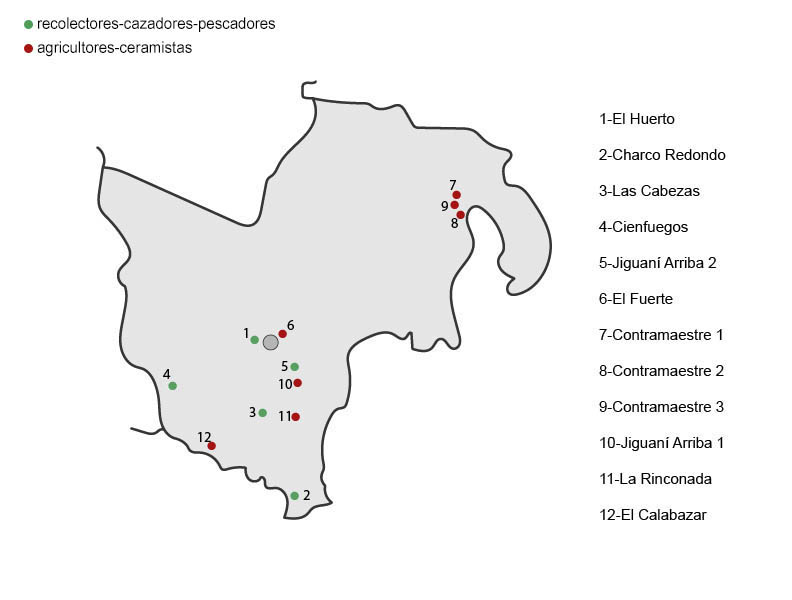 recolectores-cazadores-pescadores
agricultores-ceramistas
1-El Huerto
2-Charco Redondo
3-Las Cabezas
4-Cienfuegos
5-Jiguaní Arriba 2
6-El Fuerte
7-Contramaestre 1
8-Contramaestre 2
9-Contramaestre 3
10-Jiguaní Arriba 1
11-La Rinconada
12-El Calabazar
7
9
8
1
6
5
4
10
3
11
12
2